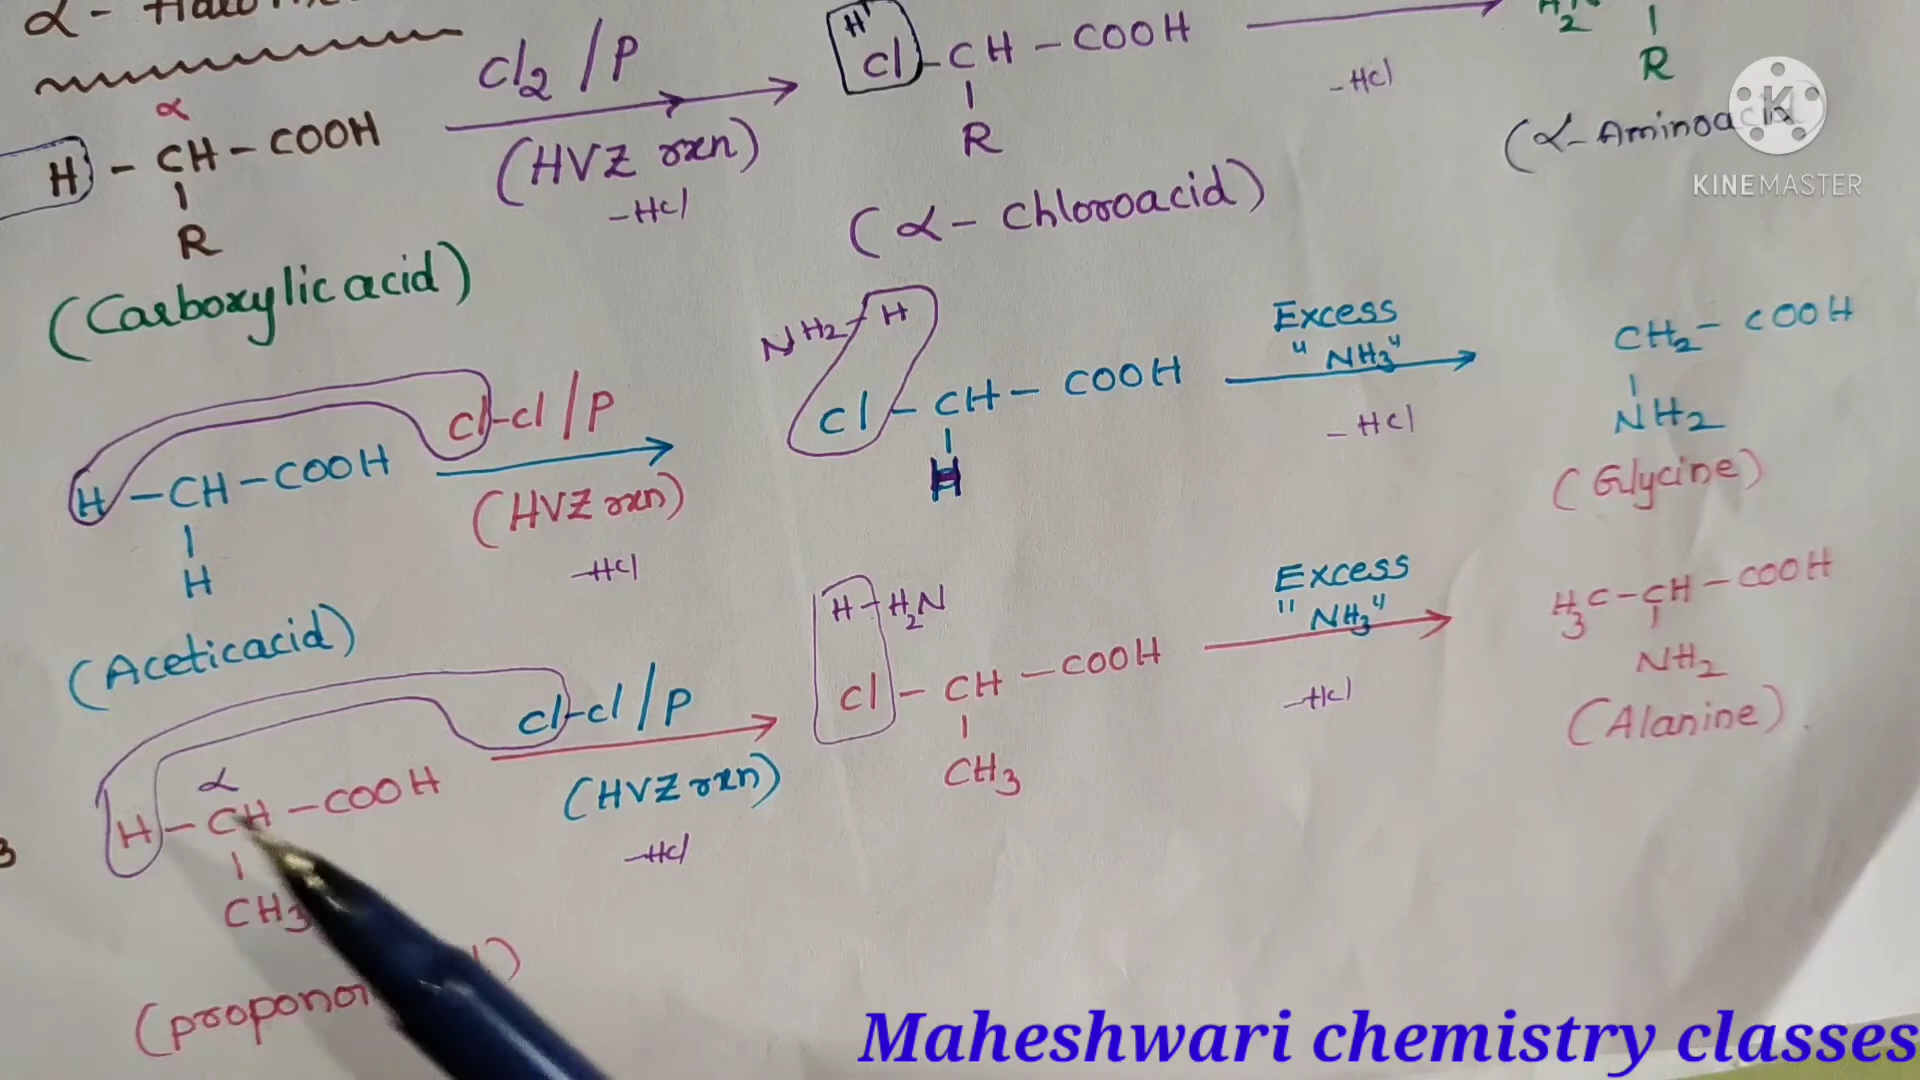 Cl2 / P
H
Cl - CH - COOH
R
-HCl
H2N
R
α
H - CH - COOH
R
(HVZ rxn)
-HCl
(α- Chloroacid)
(α-Aminoacid)
KINEMASTER
(Carboxylic acid)
Cl-Cl / P
H - CH - COOH
H
(HVZ rxn)
-HCl
(Aceticacid)
NH2 - H
Cl - CH - COOH
H
Excess
"NH3"
-HCl
CH2 - COOH
NH2
(Glycine)
Cl-Cl / P
α
H - CH - COOH
CH3
(HVZ rxn)
-HCl
H - H2N
Cl - CH - COOH
CH3
Excess
"NH3"
-HCl
H3C - CH - COOH
NH2
(Alanine).
3
Maheshwari chemistry classes